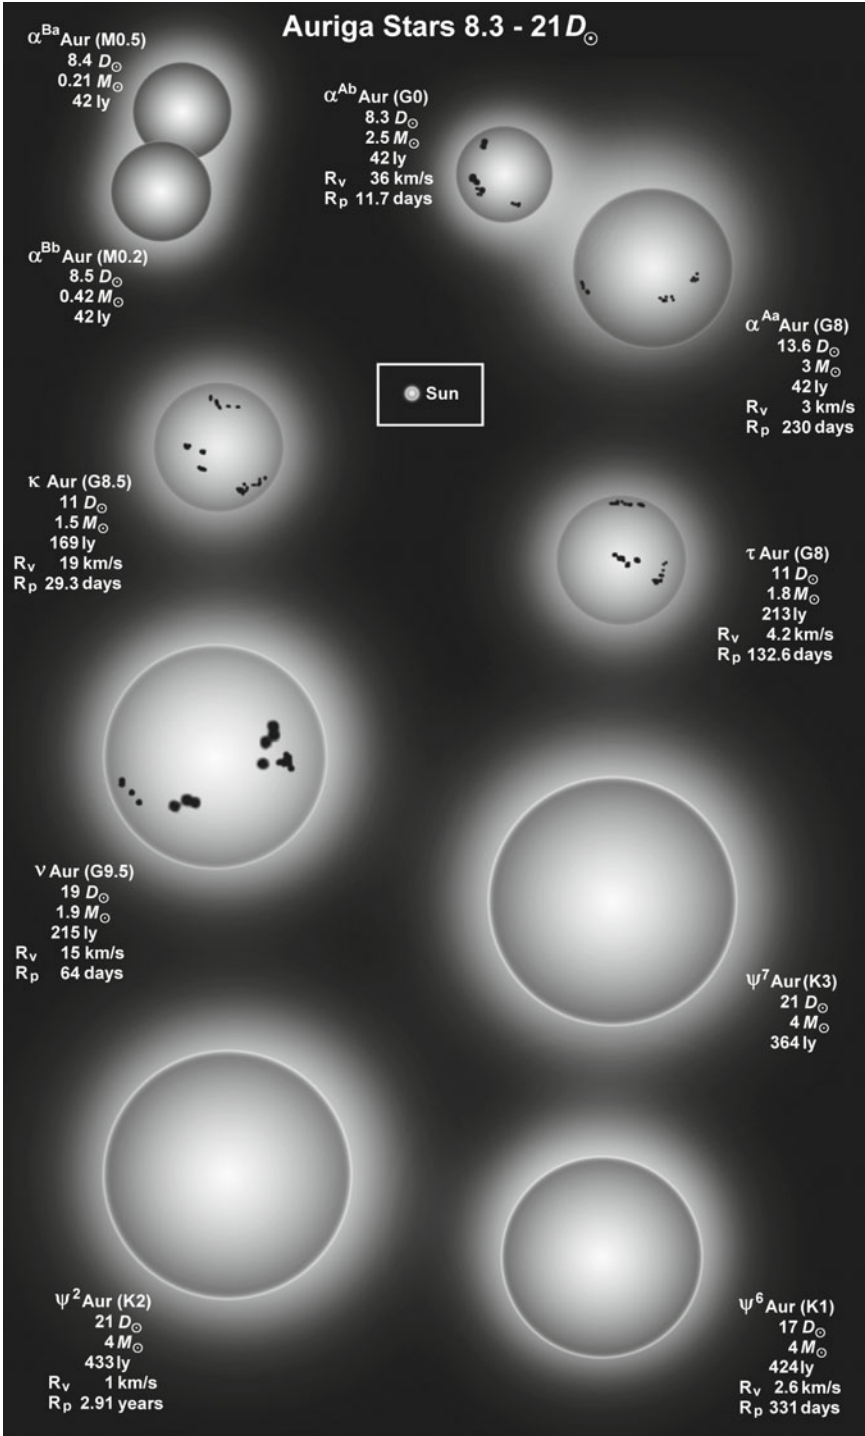 Auriga Stars 8.3 - 21D☉
α^Ba Aur (M0.5)
8.4 D☉
0.21 M☉
42 ly
α^Bb Aur (M0.2)
8.5 D☉
0.42 M☉
42 ly
α^Ab Aur (G0)
8.3 D☉
2.5 M☉
42 ly
Rv 36 km/s
Rp 11.7 days
α^Aa Aur (G8)
13.6 D☉
3 M☉
42 ly
Rv 3 km/s
Rp 230 days
Sun
κ Aur (G8.5)
11 D☉
1.5 M☉
169 ly
Rv 19 km/s
Rp 29.3 days
τ Aur (G8)
11 D☉
1.8 M☉
213 ly
Rv 4.2 km/s
Rp 132.6 days
ν Aur (G9.5)
19 D☉
1.9 M☉
215 ly
Rv 15 km/s
Rp 64 days
ψ^7 Aur (K3)
21 D☉
4 M☉
364 ly
ψ^2 Aur (K2)
21 D☉
4 M☉
433 ly
Rv 1 km/s
Rp 2.91 years
ψ^6 Aur (K1)
17 D☉
4 M☉
424 ly
Rv 2.6 km/s
Rp 331 days